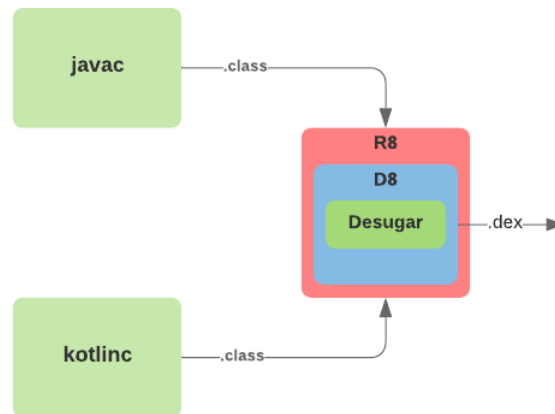 javac
.class
R8
D8
Desugar
.dex
kotlinc
.class